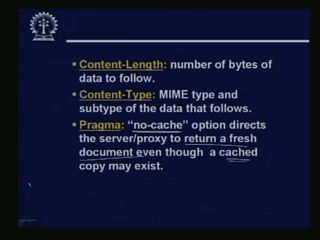 ▪ Content-Length: number of bytes of
data to follow.
▪ Content-Type: MIME type and
subtype of the data that follows.
▪ Pragma: “no-cache” option directs
the server/proxy to return a fresh
document even though a cached
copy may exist.